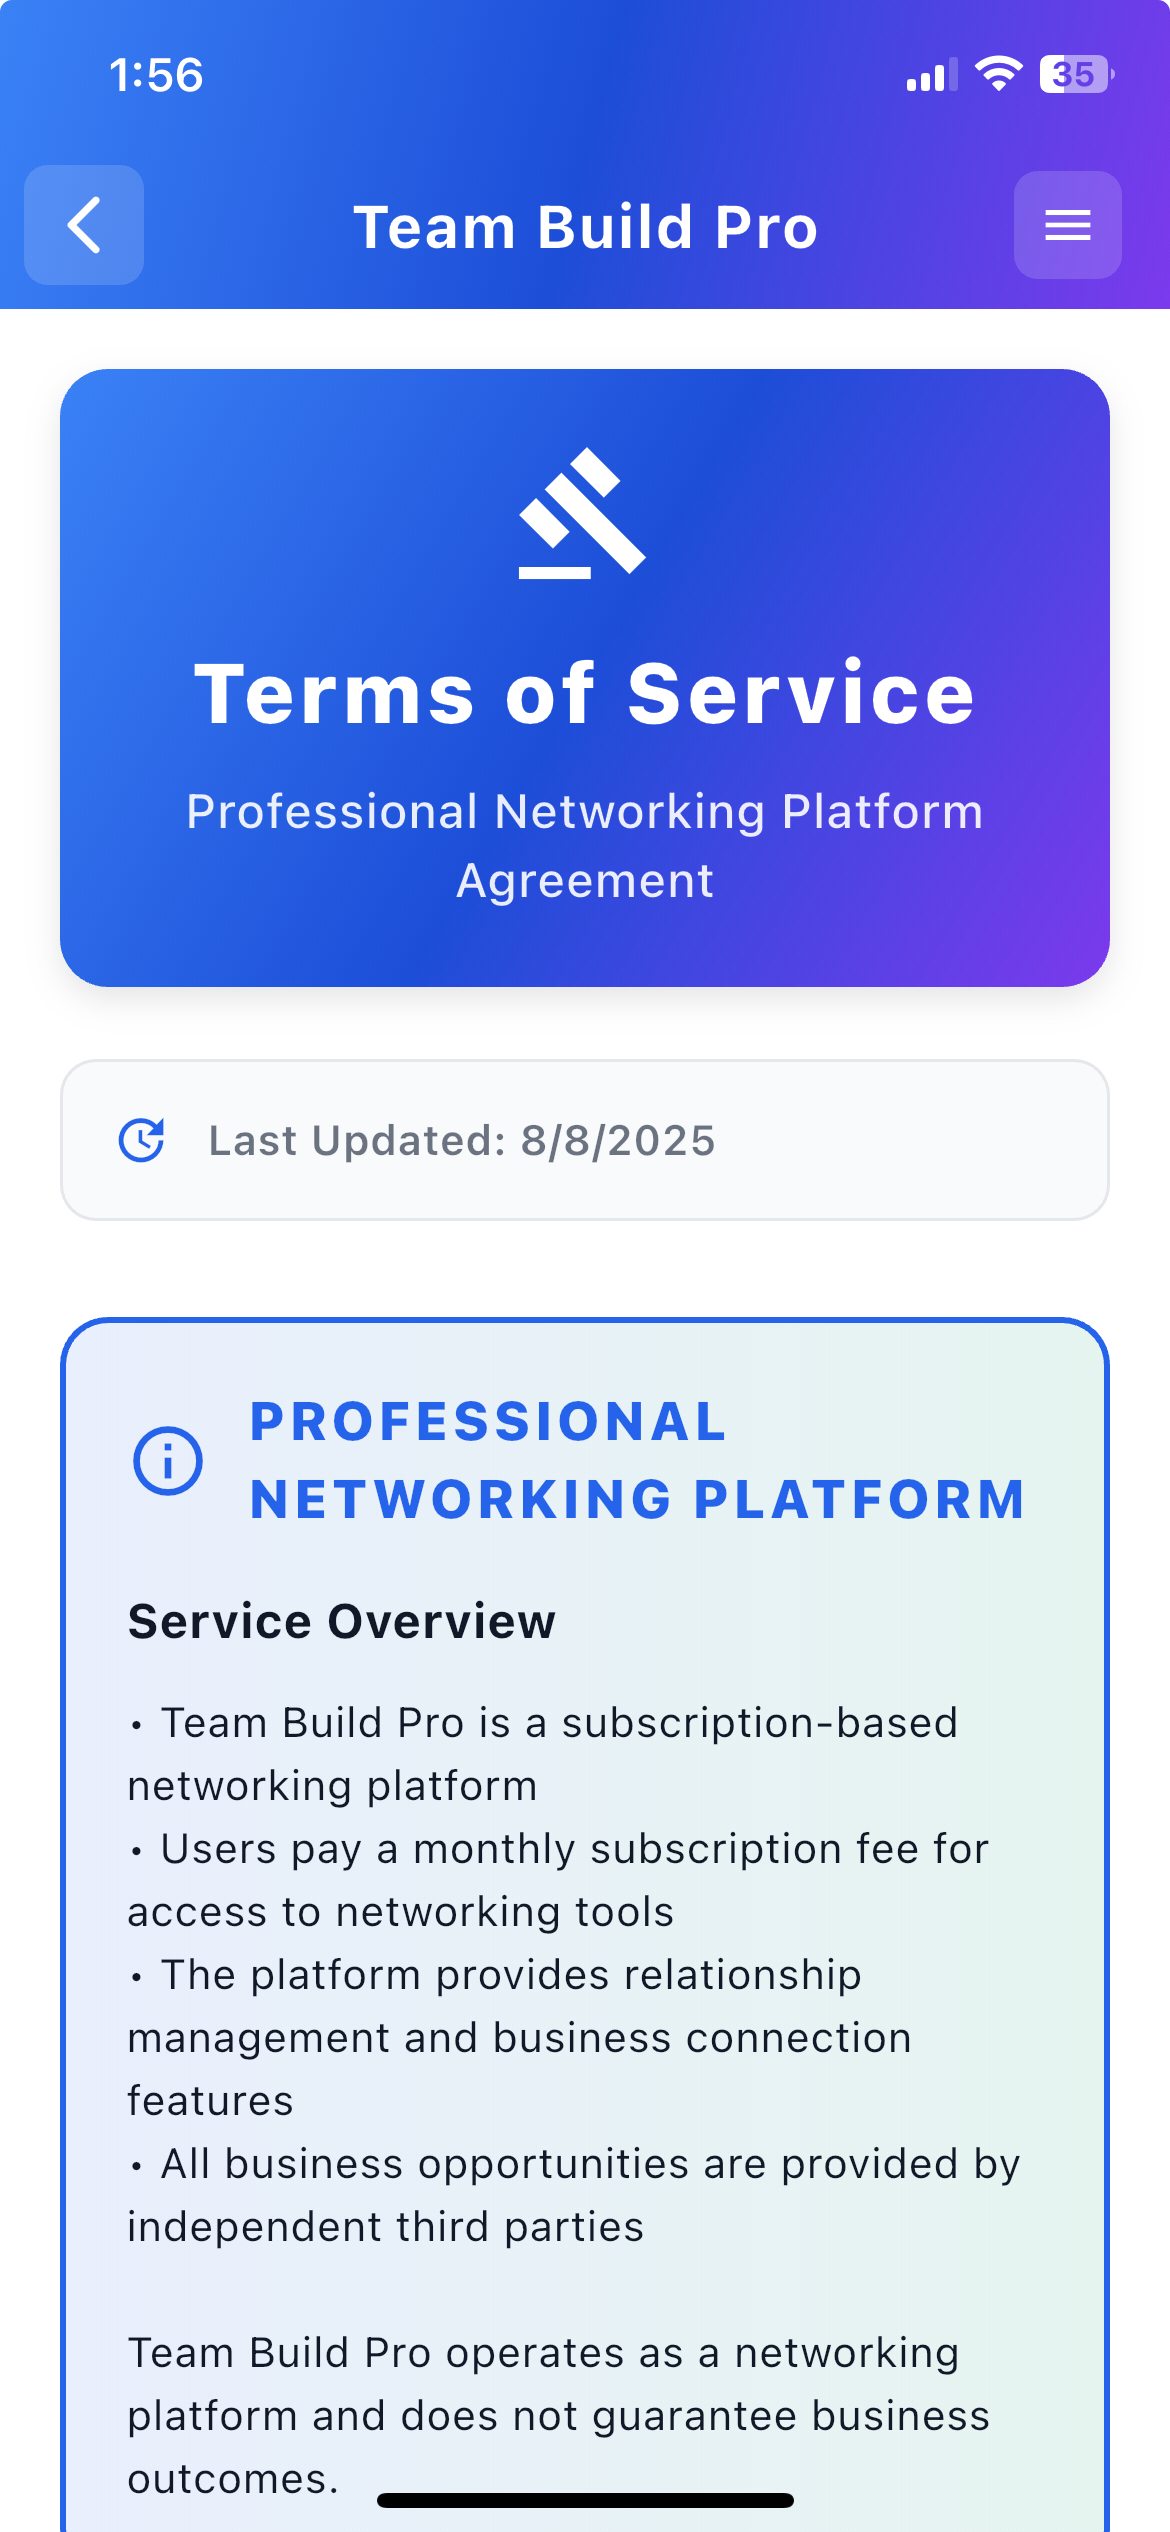 1:56
35
Team Build Pro
Terms of Service
Professional Networking Platform
Agreement
Last Updated: 8/8/2025
PROFESSIONAL
NETWORKING PLATFORM
Service Overview
• Team Build Pro is a subscription-based
networking platform
• Users pay a monthly subscription fee for
access to networking tools
• The platform provides relationship
management and business connection
features
• All business opportunities are provided by
independent third parties
Team Build Pro operates as a networking
platform and does not guarantee business
outcomes.